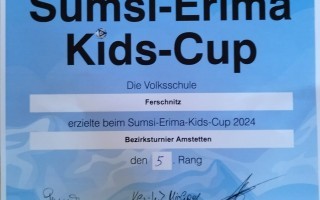 Sumsi-Erima
Kids-Cup
Die Volksschule
Ferschnitz
erzielte beim Sumsi-Erima-Kids-Cup 2024
Bezirksturnier Amstetten
den 5. Rang